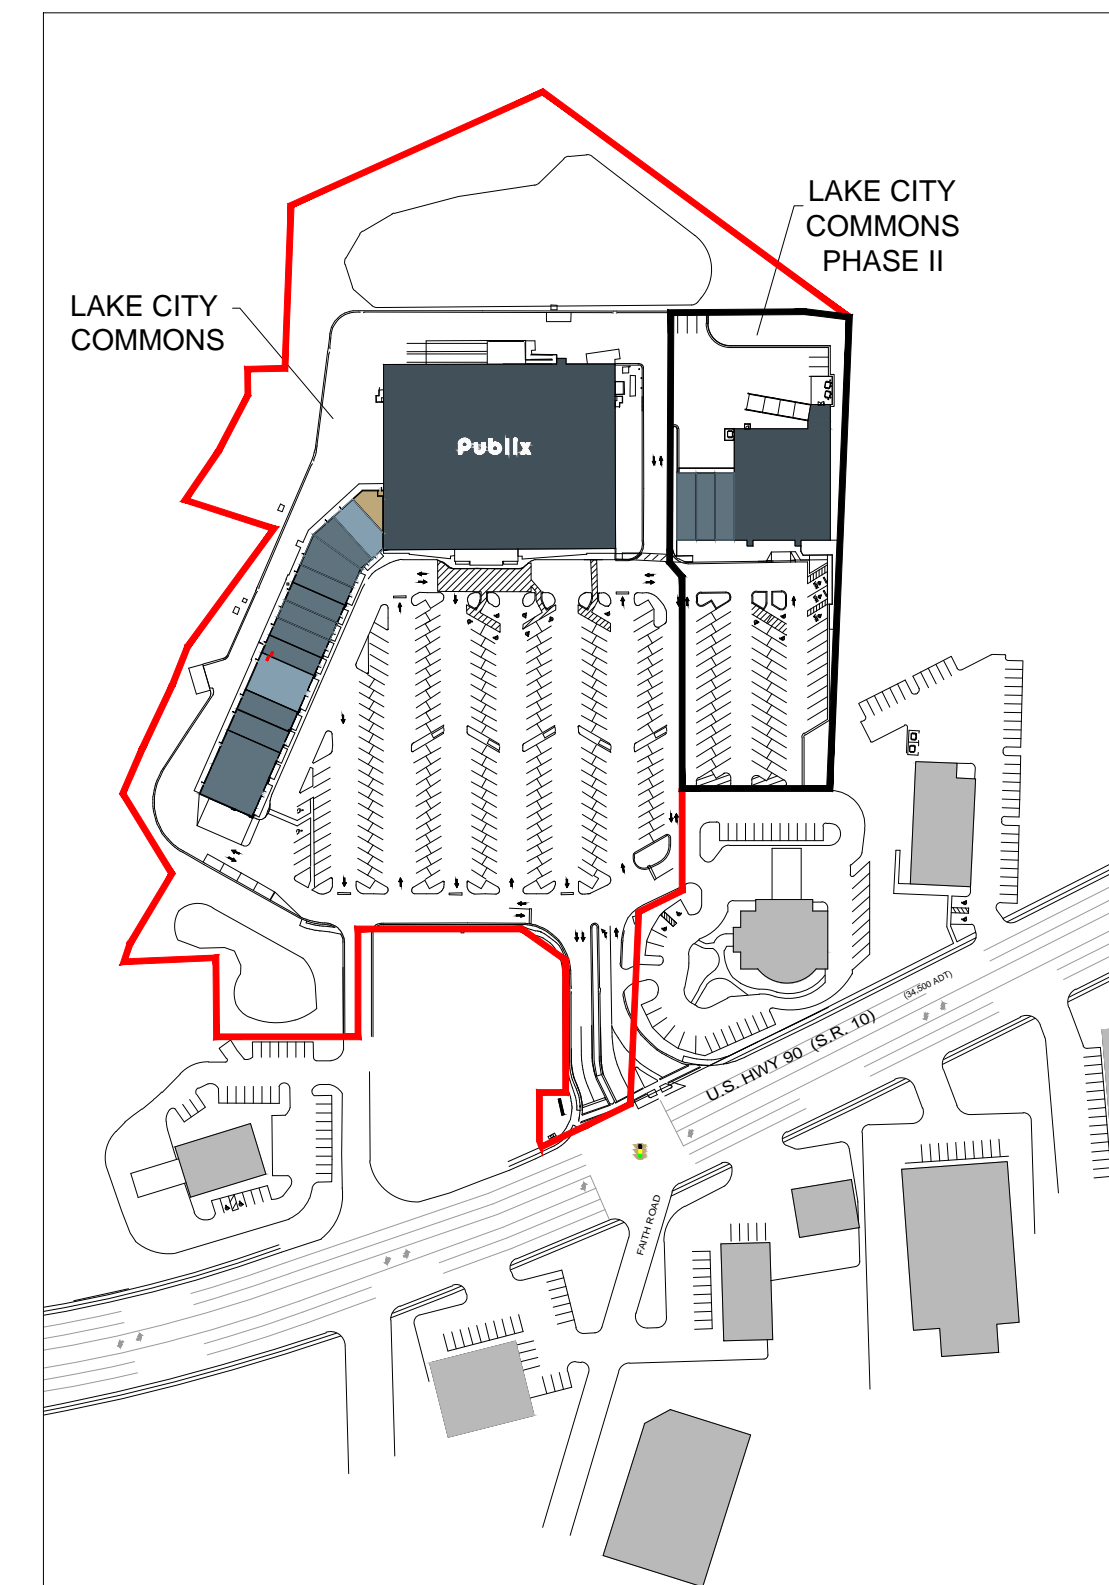 LAKE CITY
COMMONS
PHASE II
LAKE CITY
COMMONS
Publix
(34,500 ADT)
U.S. HWY 90 (S.R. 10)
FAITH ROAD